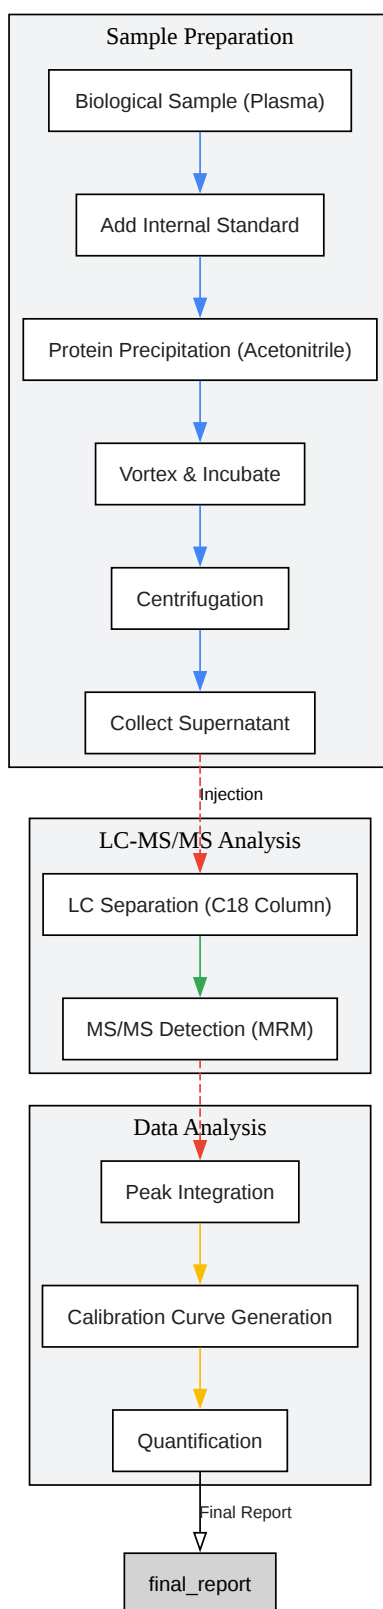 Sample Preparation
Biological Sample (Plasma)
Add Internal Standard
Protein Precipitation (Acetonitrile)
Vortex & Incubate
Centrifugation
Collect Supernatant
Injection
LC-MS/MS Analysis
LC Separation (C18 Column)
MS/MS Detection (MRM)
Data Analysis
Peak Integration
Calibration Curve Generation
Quantification
Final Report
final_report